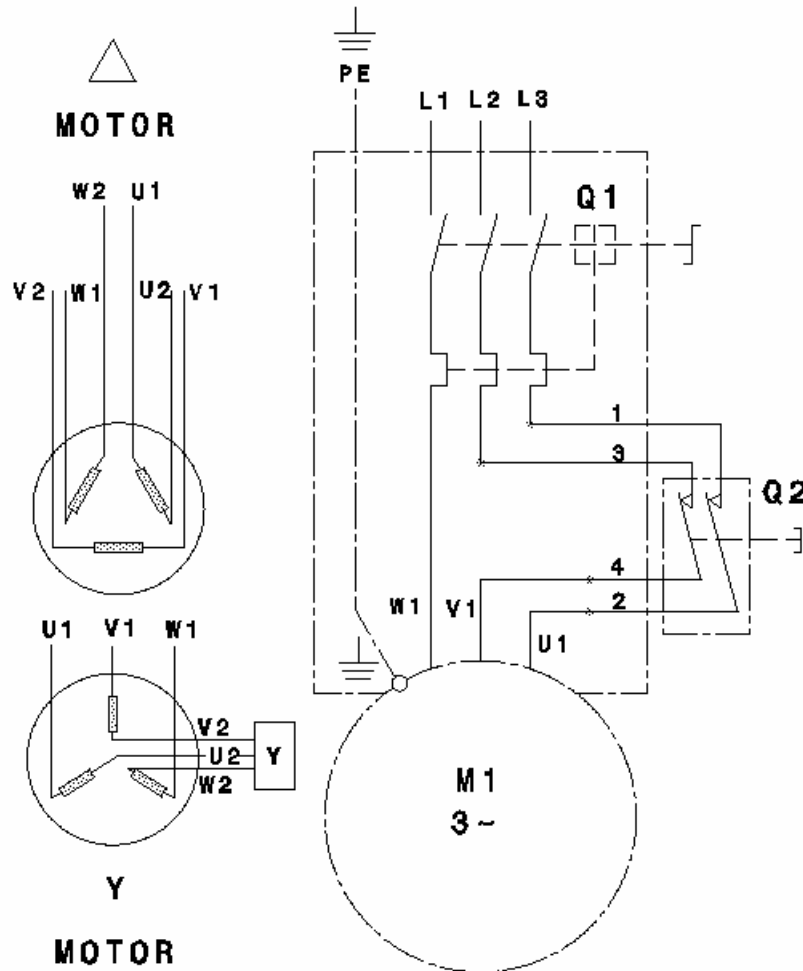 PE
L1 L2 L3
MOTOR
W2 U1
Q1
V2 W1 U2 V1
1
3
Q2
4
2
W1 V1 U1
U1 V1 W1
V2
U2 Y
W2
M1
3~
Y
MOTOR